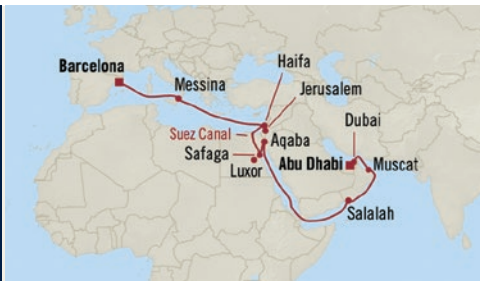 Barcelona
Messina
Haifa
Jerusalem
Suez Canal
Aqaba
Safaga
Luxor
Dubai
Abu Dhabi
Muscat
Salalah